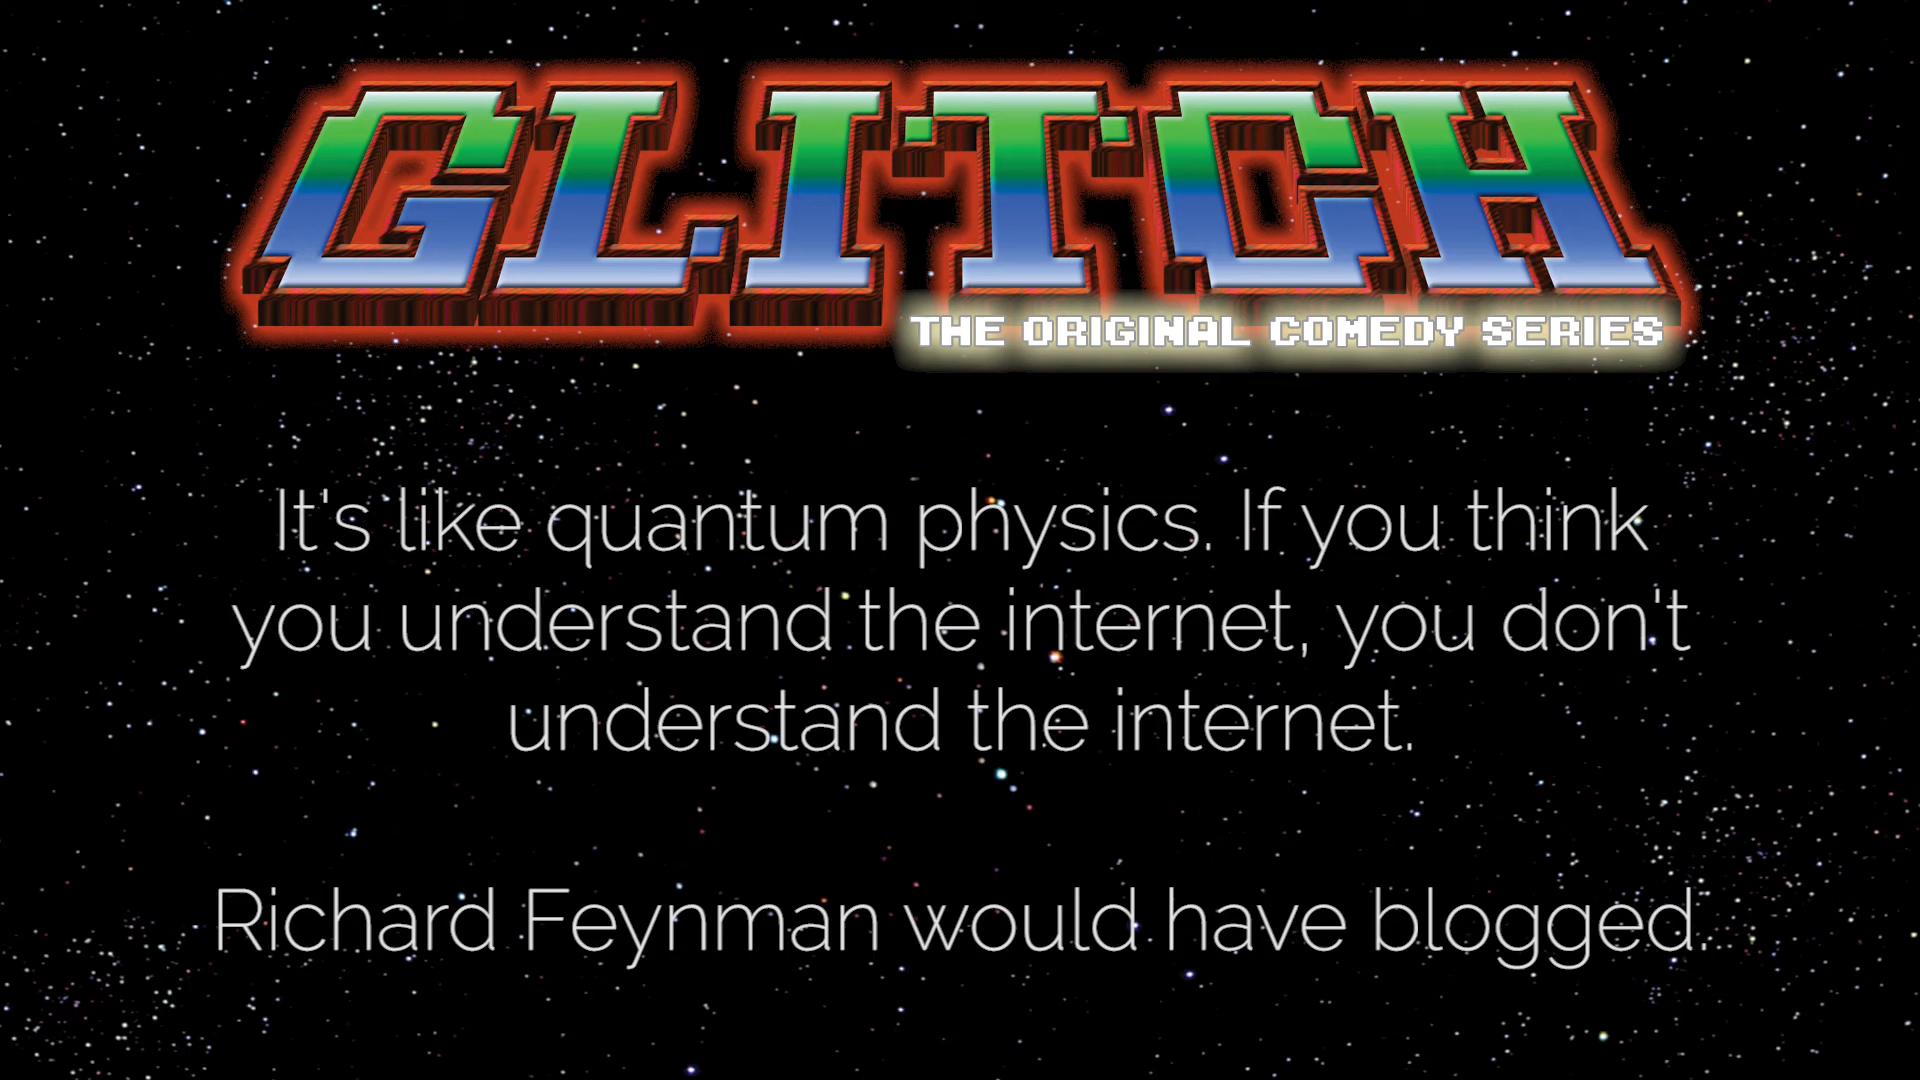 GLITCH
THE ORIGINAL COMEDY SERIES
It's like quantum physics. If you think
you understand the internet, you don't
understand the internet.
Richard Feynman would have blogged.